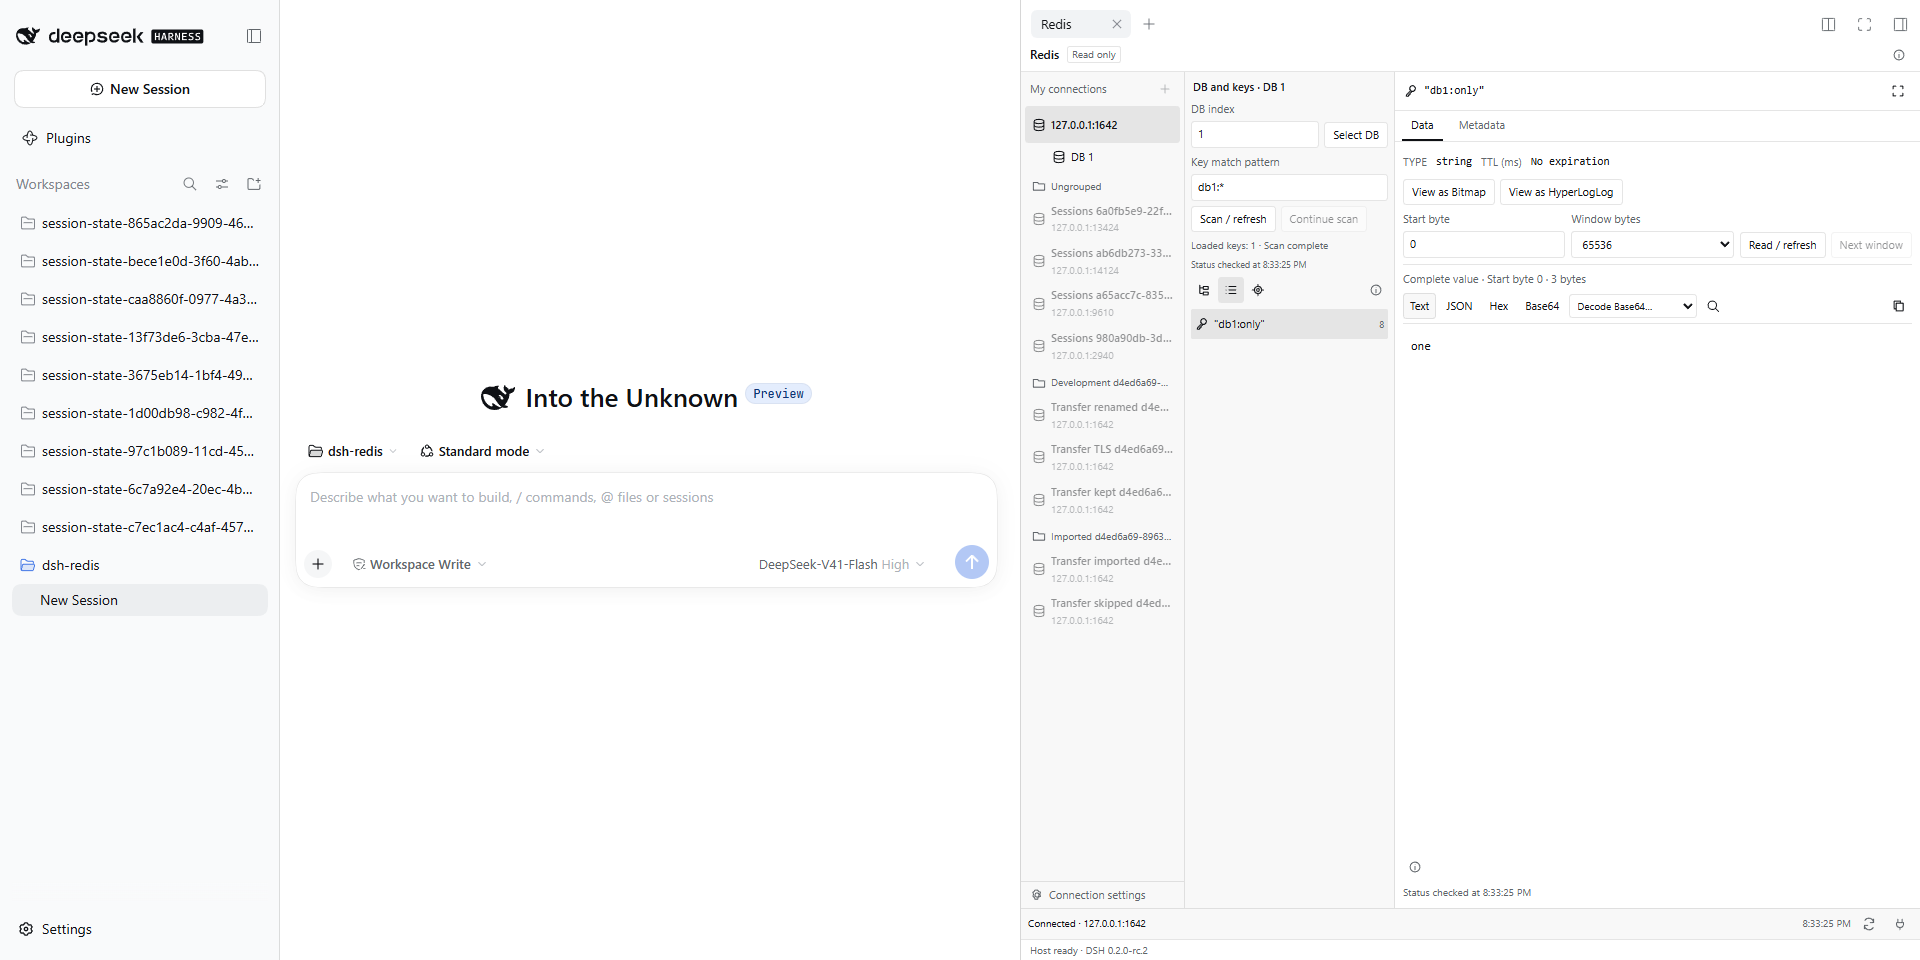 deepseek HARNESS
New Session
Plugins
Workspaces
session-state-865ac2da-9909-46...
session-state-bece1e0d-3f60-4ab...
session-state-caa8860f-0977-4a3...
session-state-13f73de6-3cba-47e...
session-state-3675eb14-1bf4-49...
session-state-1d00db98-c982-4f...
session-state-97c1b089-11cd-45...
session-state-6c7a92e4-20ec-4b...
session-state-c7ec1ac4-c4af-457...
dsh-redis
New Session
Settings
Into the Unknown Preview
dsh-redis Standard mode
Describe what you want to build, / commands, @ files or sessions
Workspace Write DeepSeek-V41-Flash High
Redis
Redis Read only
My connections
127.0.0.1:1642
DB 1
Ungrouped
Sessions 6a0fb5e9-22f...
127.0.0.1:13424
Sessions ab6db273-33...
127.0.0.1:14124
Sessions a65acc7c-835...
127.0.0.1:9610
Sessions 980a90db-3d...
127.0.0.1:2940
Development d4ed6a69-...
Transfer renamed d4e...
127.0.0.1:1642
Transfer TLS d4ed6a69...
127.0.0.1:1642
Transfer kept d4ed6a6...
127.0.0.1:1642
Imported d4ed6a69-8963...
Transfer imported d4e...
127.0.0.1:1642
Transfer skipped d4ed...
127.0.0.1:1642
Connection settings
DB and keys · DB 1
DB index
1 Select DB
Key match pattern
db1:*
Scan / refresh Continue scan
Loaded keys: 1 · Scan complete
Status checked at 8:33:25 PM
"db1:only" 8
"db1:only"
Data Metadata
TYPE string TTL (ms) No expiration
View as Bitmap View as HyperLogLog
Start byte Window bytes
0 65536 Read / refresh Next window
Complete value · Start byte 0 · 3 bytes
Text JSON Hex Base64 Decode Base64...
one
Status checked at 8:33:25 PM
Connected · 127.0.0.1:1642 8:33:25 PM
Host ready · DSH 0.2.0-rc.2